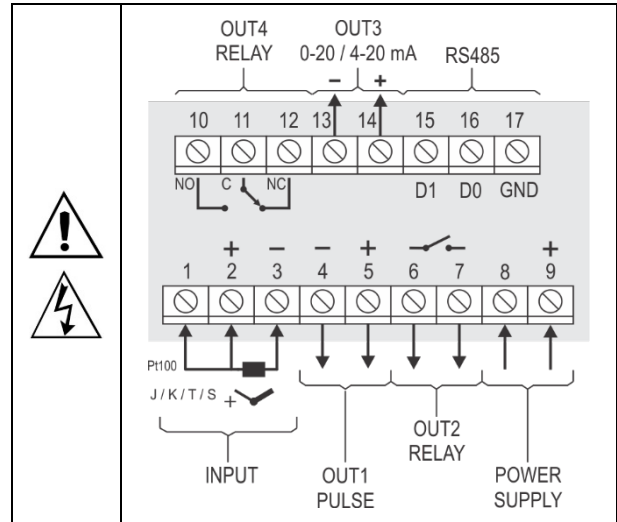 OUT4 OUT3
RELAY 0-20 / 4-20 mA RS485
− +
10 11 12 13 14 15 16 17
NO C NC D1 D0 GND
+ − − + +
1 2 3 4 5 6 7 8 9
Pt100
J / K / T / S +
INPUT OUT1 OUT2 POWER
PULSE RELAY SUPPLY